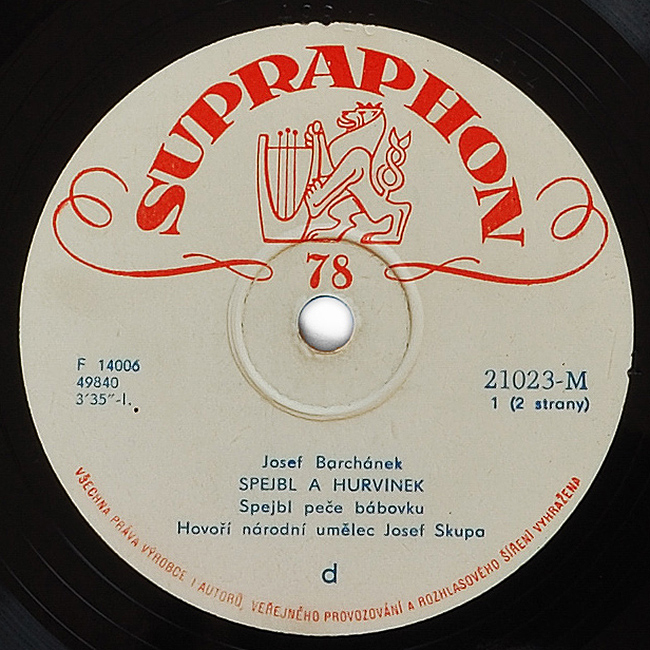 SUPRAPHON
78
F 14006
49840
3'35"-I.
21023-M
1 (2 strany)
Josef Barchánek
SPEJBL A HURVINEK
Spejbl peče bábovku
Hovoří národní umělec Josef Skupa
d
VŠECHNA PRÁVA VÝROBCE I AUTORŮ, VEŘEJNÉHO PROVOZOVÁNÍ A ROZHLASOVÉHO ŠÍŘENÍ VYHRAŽENA